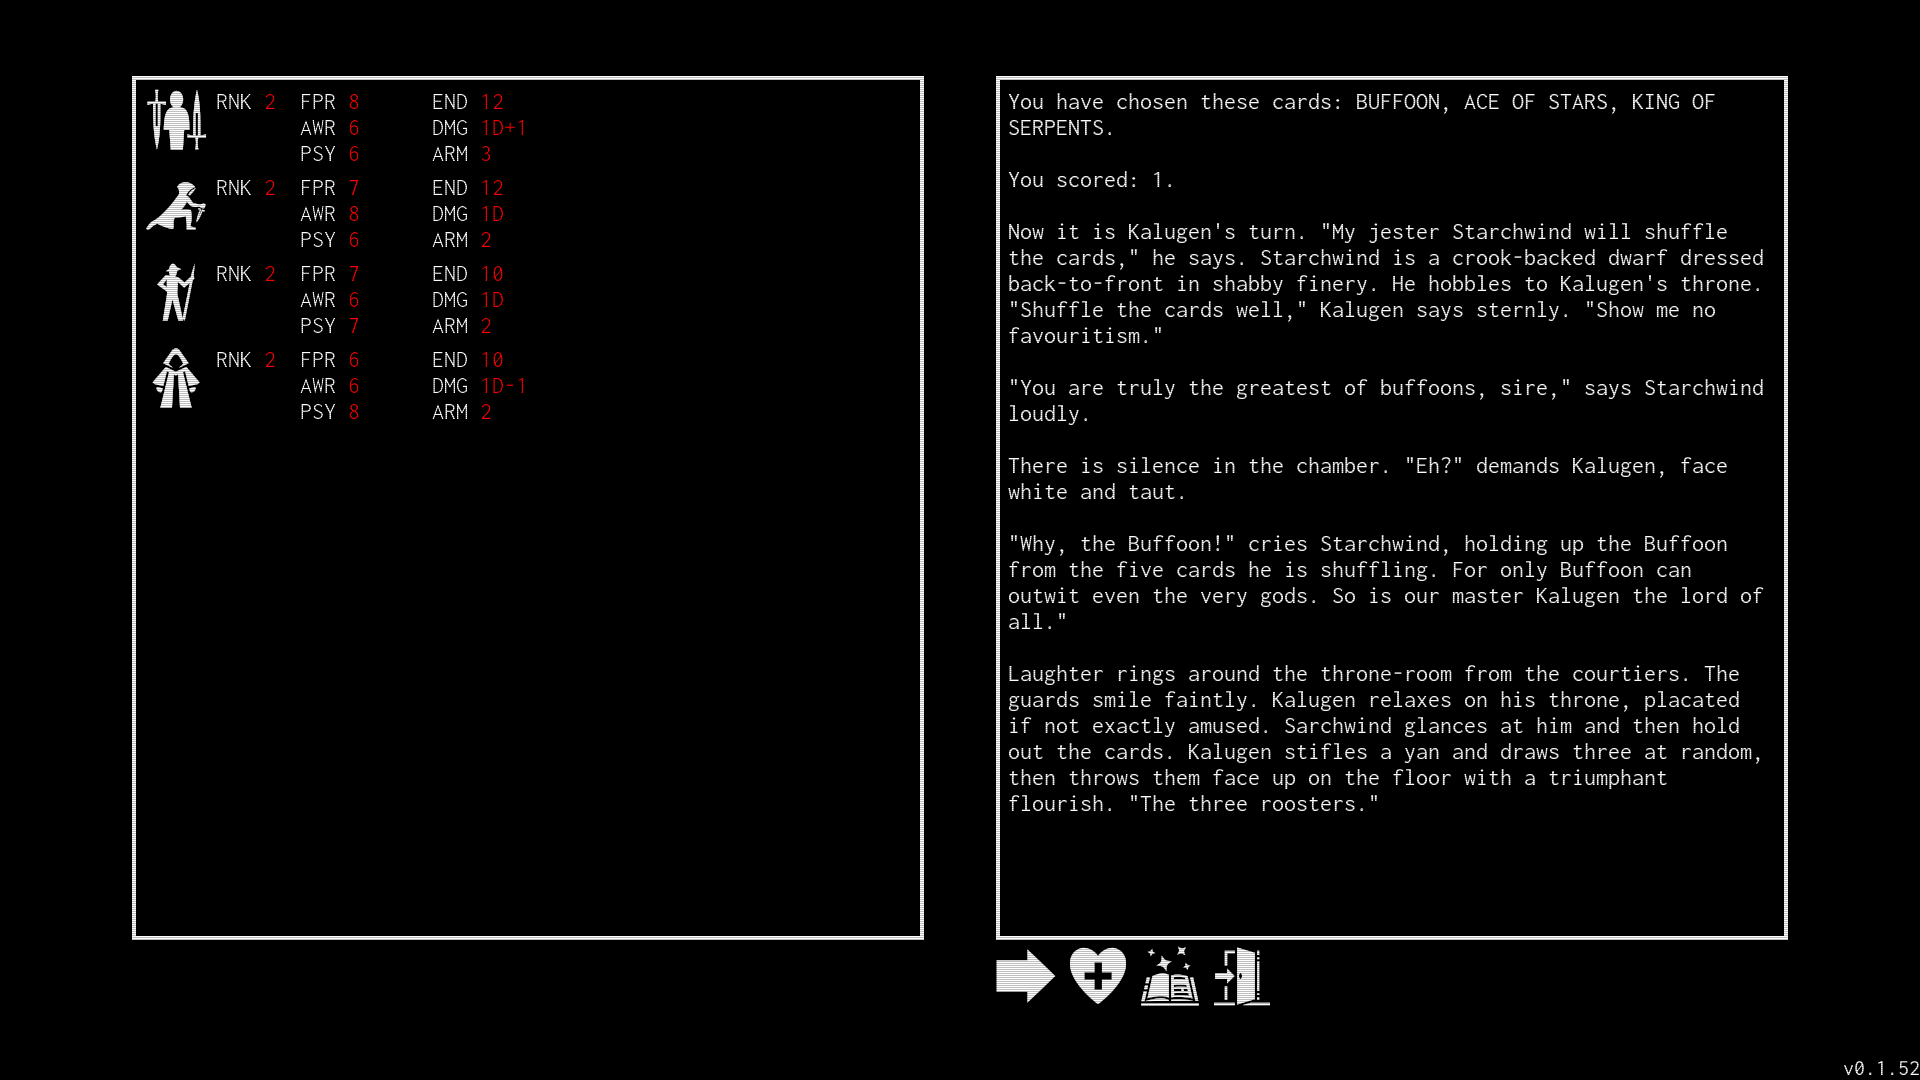 RNK 2 FPR 8 END 12
AWR 6 DMG 1D+1
PSY 6 ARM 3
RNK 2 FPR 7 END 12
AWR 8 DMG 1D
PSY 6 ARM 2
RNK 2 FPR 7 END 10
AWR 6 DMG 1D
PSY 7 ARM 2
RNK 2 FPR 6 END 10
AWR 6 DMG 1D-1
PSY 8 ARM 2
You have chosen these cards: BUFFOON, ACE OF STARS, KING OF
SERPENTS.
You scored: 1.
Now it is Kalugen's turn. "My jester Starchwind will shuffle
the cards," he says. Starchwind is a crook-backed dwarf dressed
back-to-front in shabby finery. He hobbles to Kalugen's throne.
"Shuffle the cards well," Kalugen says sternly. "Show me no
favouritism."
"You are truly the greatest of buffoons, sire," says Starchwind
loudly.
There is silence in the chamber. "Eh?" demands Kalugen, face
white and taut.
"Why, the Buffoon!" cries Starchwind, holding up the Buffoon
from the five cards he is shuffling. For only Buffoon can
outwit even the very gods. So is our master Kalugen the lord of
all."
Laughter rings around the throne-room from the courtiers. The
guards smile faintly. Kalugen relaxes on his throne, placated
if not exactly amused. Sarchwind glances at him and then hold
out the cards. Kalugen stifles a yan and draws three at random,
then throws them face up on the floor with a triumphant
flourish. "The three roosters."
v0.1.52